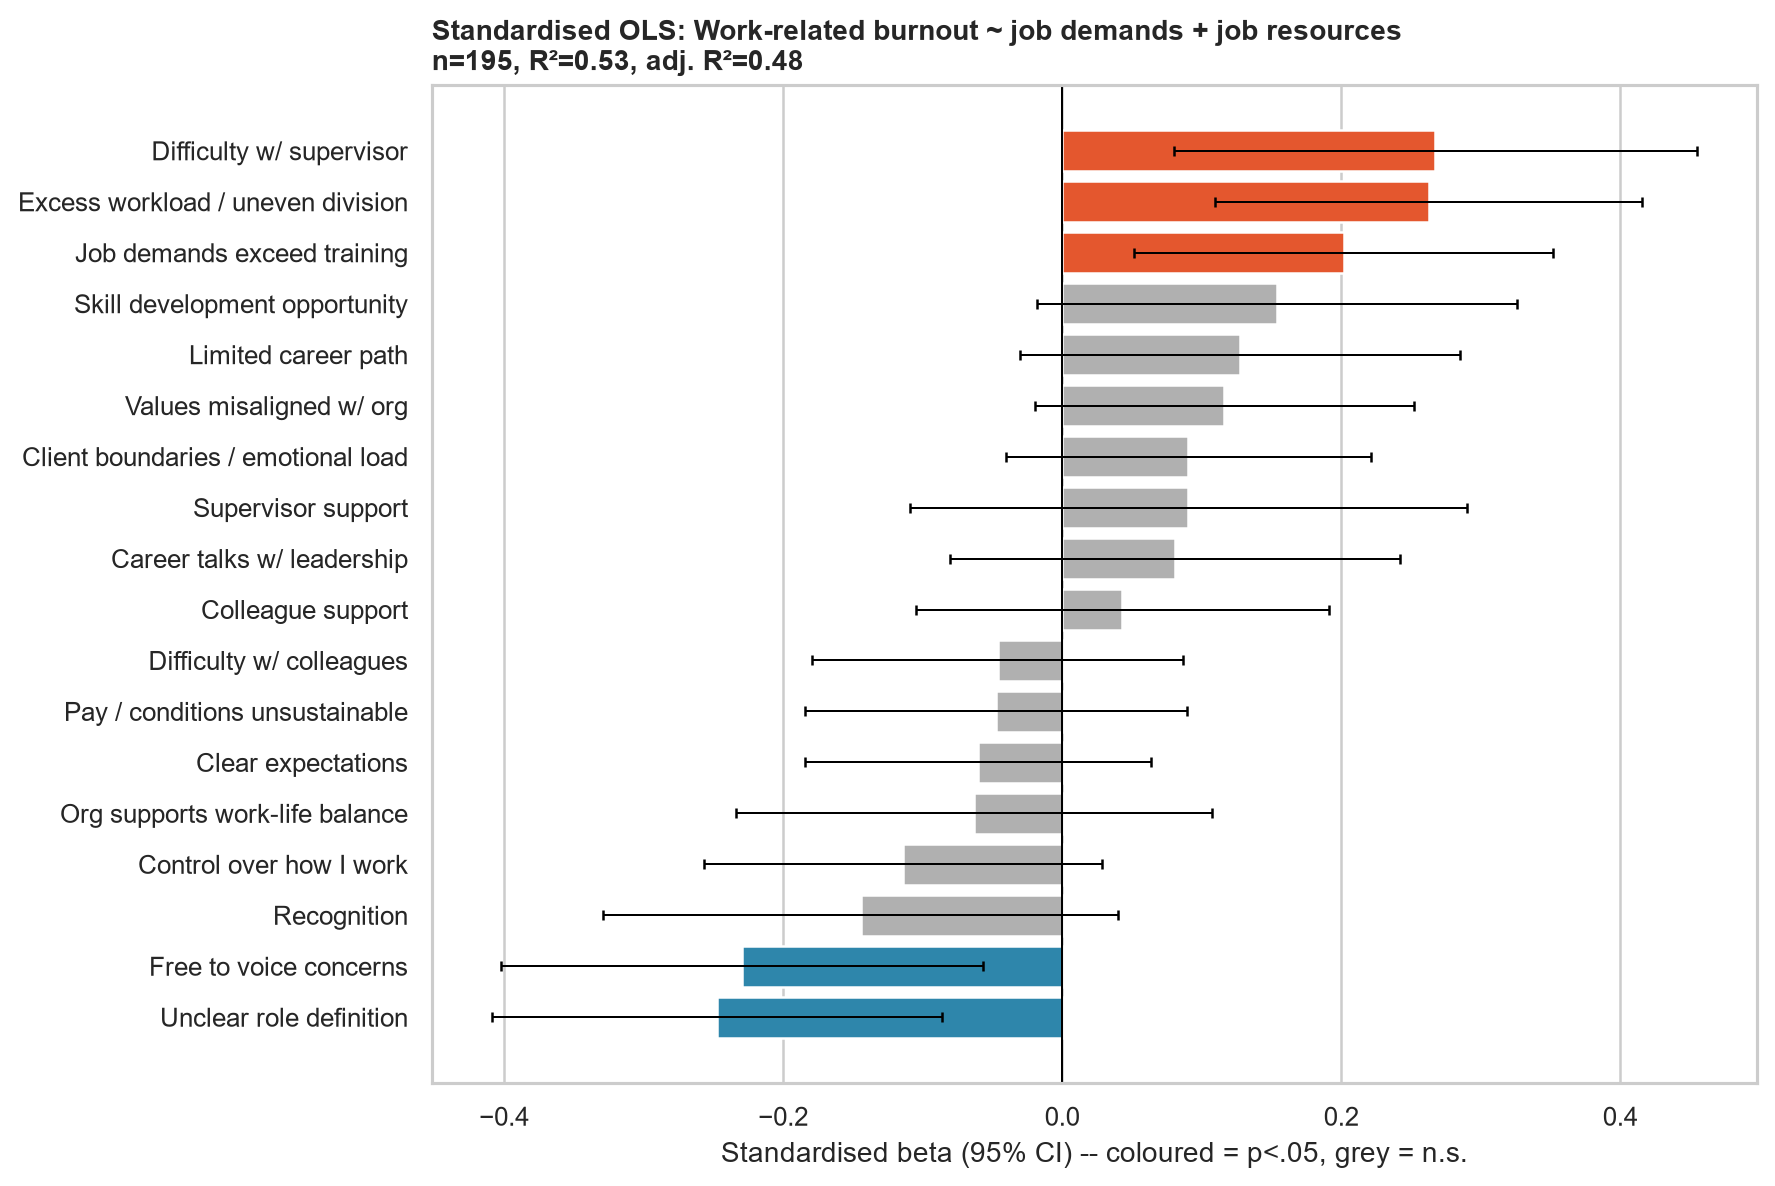 Standardised OLS: Work-related burnout ~ job demands + job resources
n=195, R²=0.53, adj. R²=0.48
Difficulty w/ supervisor
Excess workload / uneven division
Job demands exceed training
Skill development opportunity
Limited career path
Values misaligned w/ org
Client boundaries / emotional load
Supervisor support
Career talks w/ leadership
Colleague support
Difficulty w/ colleagues
Pay / conditions unsustainable
Clear expectations
Org supports work-life balance
Control over how I work
Recognition
Free to voice concerns
Unclear role definition
−0.4 −0.2 0.0 0.2 0.4
Standardised beta (95% CI) -- coloured = p<.05, grey = n.s.